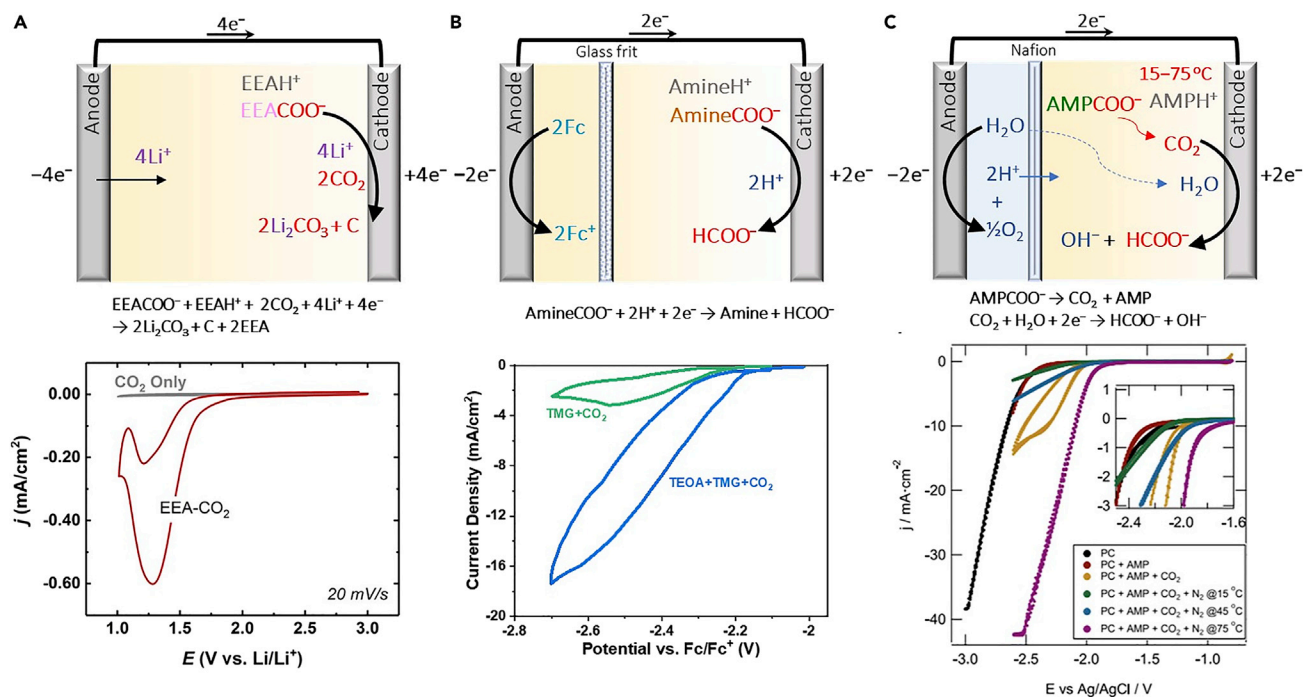 A
4e⁻
Anode
Cathode
EEAH⁺
EEACOO⁻
4Li⁺
4Li⁺
2CO₂
−4e⁻
+4e⁻
2Li₂CO₃ + C
EEACOO⁻ + EEAH⁺ + 2CO₂ + 4Li⁺ + 4e⁻
→ 2Li₂CO₃ + C + 2EEA
0.00
-0.20
-0.40
-0.60
j (mA/cm²)
CO₂ Only
EEA-CO₂
20 mV/s
1.0 1.5 2.0 2.5 3.0
E (V vs. Li/Li⁺)
B
2e⁻
Glass frit
Anode
Cathode
AmineH⁺
AmineCOO⁻
2Fc
2H⁺
−2e⁻
+2e⁻
2Fc⁺
HCOO⁻
AmineCOO⁻ + 2H⁺ + 2e⁻ → Amine + HCOO⁻
0
-4
-8
-12
-16
-20
Current Density (mA/cm²)
TMG+CO₂
TEOA+TMG+CO₂
-2.8 -2.6 -2.4 -2.2 -2
Potential vs. Fc/Fc⁺ (V)
C
2e⁻
Nafion
Anode
Cathode
15–75°C
AMPCOO⁻
AMPH⁺
H₂O
CO₂
−2e⁻
+2e⁻
2H⁺
+
½O₂
H₂O
OH⁻ + HCOO⁻
AMPCOO⁻ → CO₂ + AMP
CO₂ + H₂O + 2e⁻ → HCOO⁻ + OH⁻
0
-10
-20
-30
-40
j / mA·cm⁻²
1
0
-1
-2
-3
-2.4 -2.0 -1.6
PC
PC + AMP
PC + AMP + CO₂
PC + AMP + CO₂ + N₂ @15 °C
PC + AMP + CO₂ + N₂ @45 °C
PC + AMP + CO₂ + N₂ @75 °C
-3.0 -2.5 -2.0 -1.5 -1.0
E vs Ag/AgCl / V